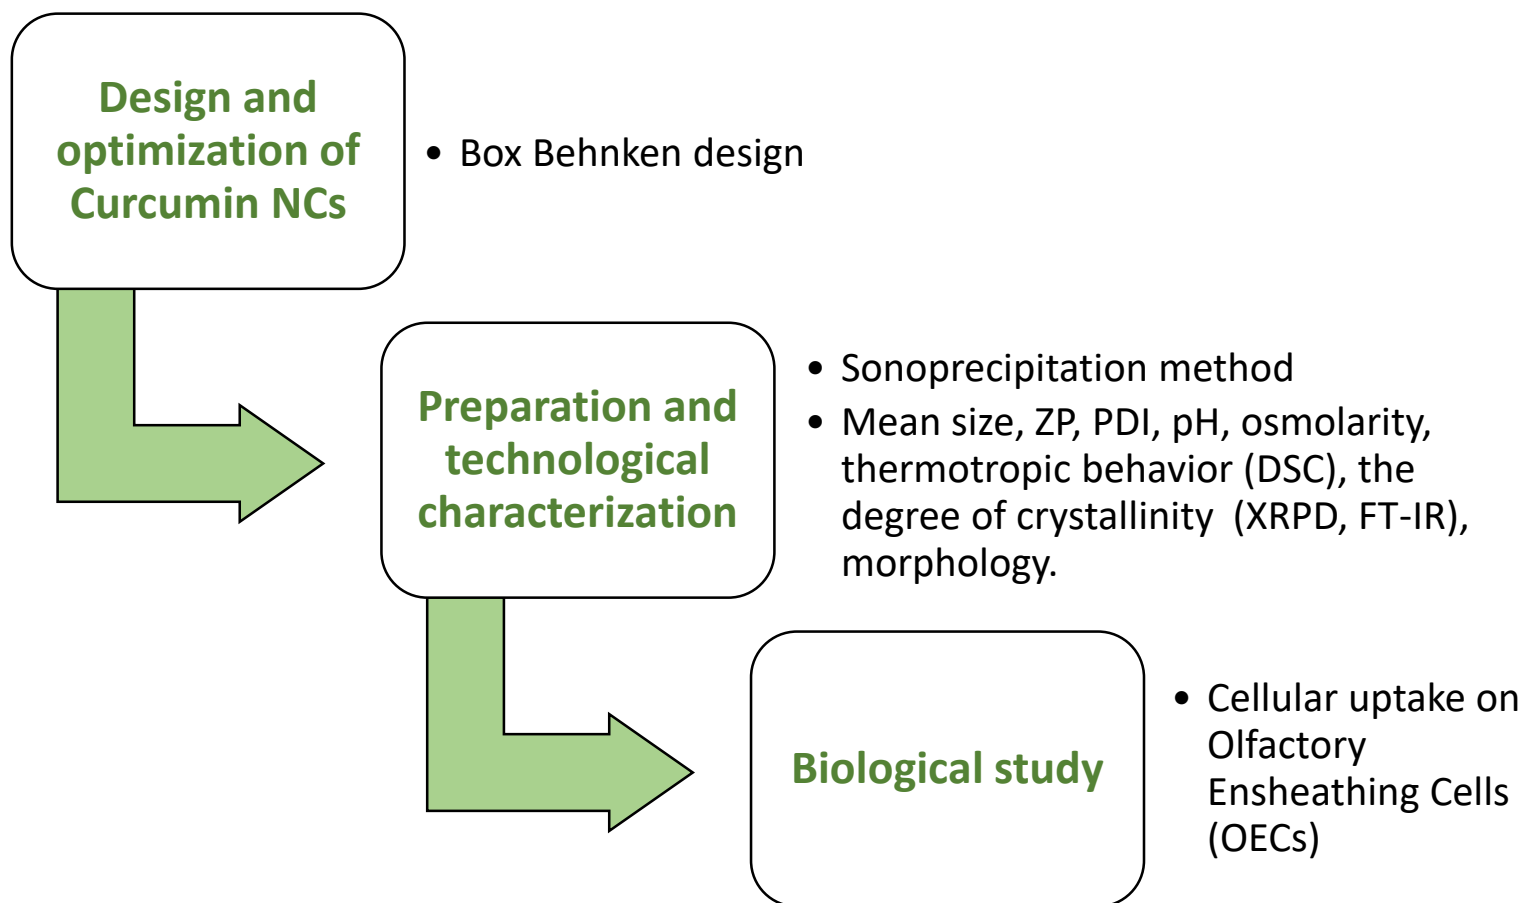 Design and
optimization of
Curcumin NCs
• Box Behnken design
Preparation and
technological
characterization
• Sonoprecipitation method
• Mean size, ZP, PDI, pH, osmolarity,
thermotropic behavior (DSC), the
degree of crystallinity (XRPD, FT-IR),
morphology.
Biological study
• Cellular uptake on
Olfactory
Ensheathing Cells
(OECs)